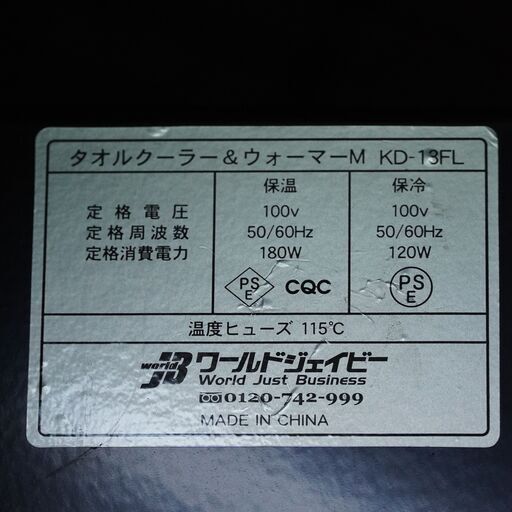 タオルクーラー&ウォーマーM KD-13FL
保温 保冷
定格電圧 100v 100v
定格周波数 50/60Hz 50/60Hz
定格消費電力 180W 120W
PSE CQC PSE
温度ヒューズ 115℃
world JB ワールドジェイビー
World Just Business
0120-742-999
MADE IN CHINA